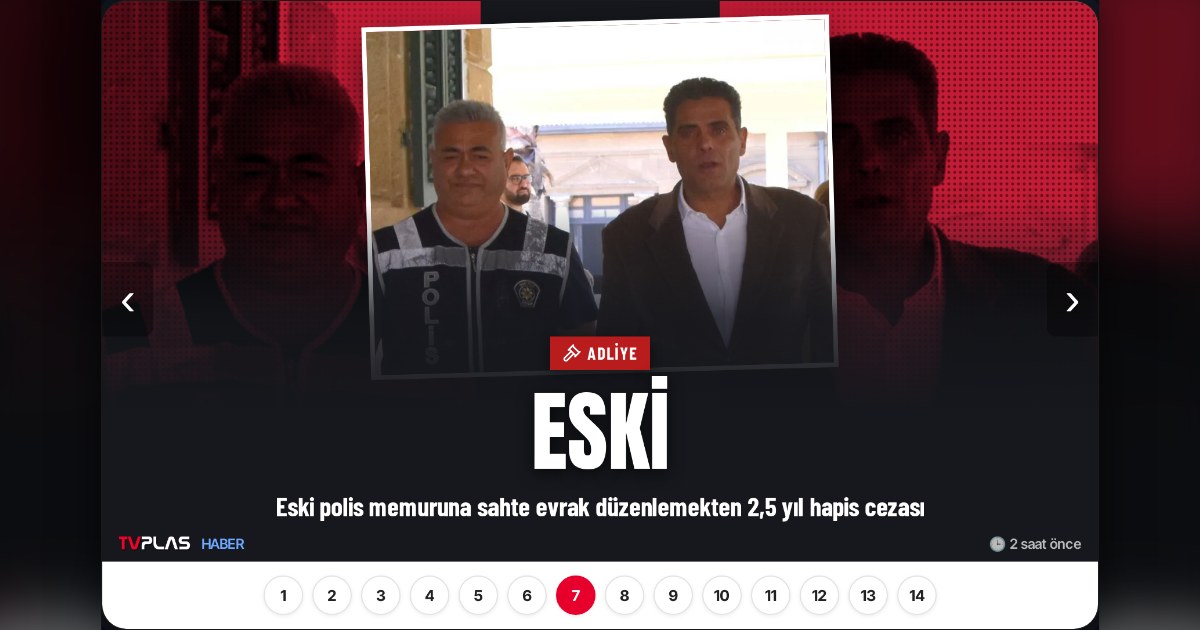 POLİS
ADLİYE
ESKİ
Eski polis memuruna sahte evrak düzenlemekten 2,5 yıl hapis cezası
TVPLAS HABER
2 saat önce
1 2 3 4 5 6 7 8 9 10 11 12 13 14